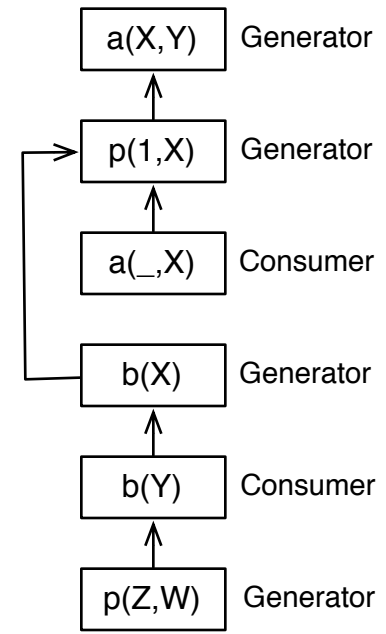 a(X,Y) Generator
p(1,X) Generator
a(_,X) Consumer
b(X) Generator
b(Y) Consumer
p(Z,W) Generator